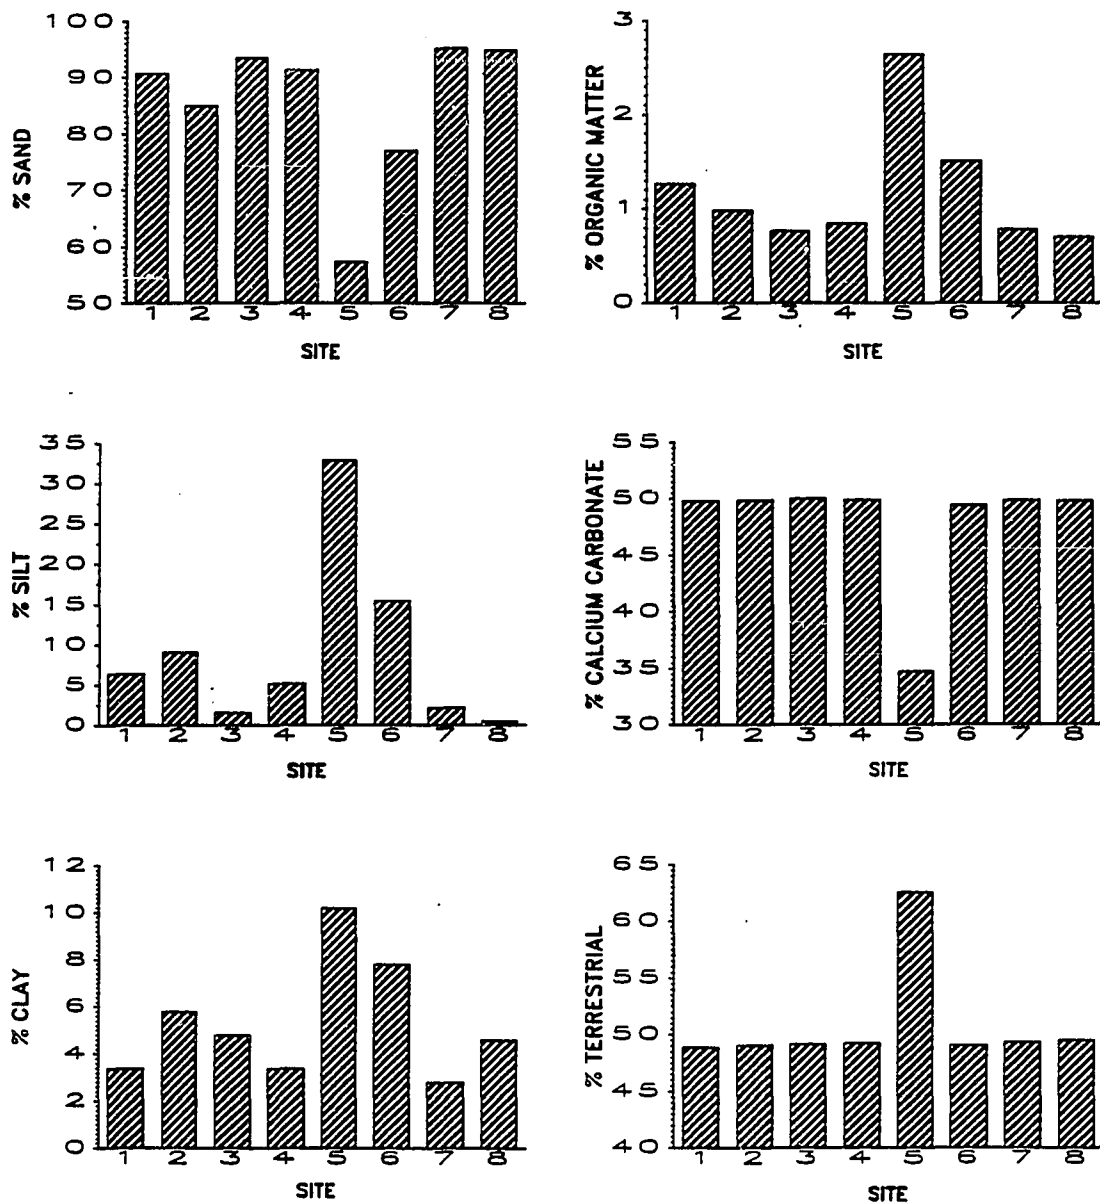 % SAND
100
90
80
70
60
50
1 2 3 4 5 6 7 8
SITE
% ORGANIC MATTER
3
2
1
0
1 2 3 4 5 6 7 8
SITE
% SILT
35
30
25
20
15
10
5
0
1 2 3 4 5 6 7 8
SITE
% CALCIUM CARBONATE
55
50
45
40
35
30
1 2 3 4 5 6 7 8
SITE
% CLAY
12
10
8
6
4
2
0
1 2 3 4 5 6 7 8
SITE
% TERRESTRIAL
65
60
55
50
45
40
1 2 3 4 5 6 7 8
SITE